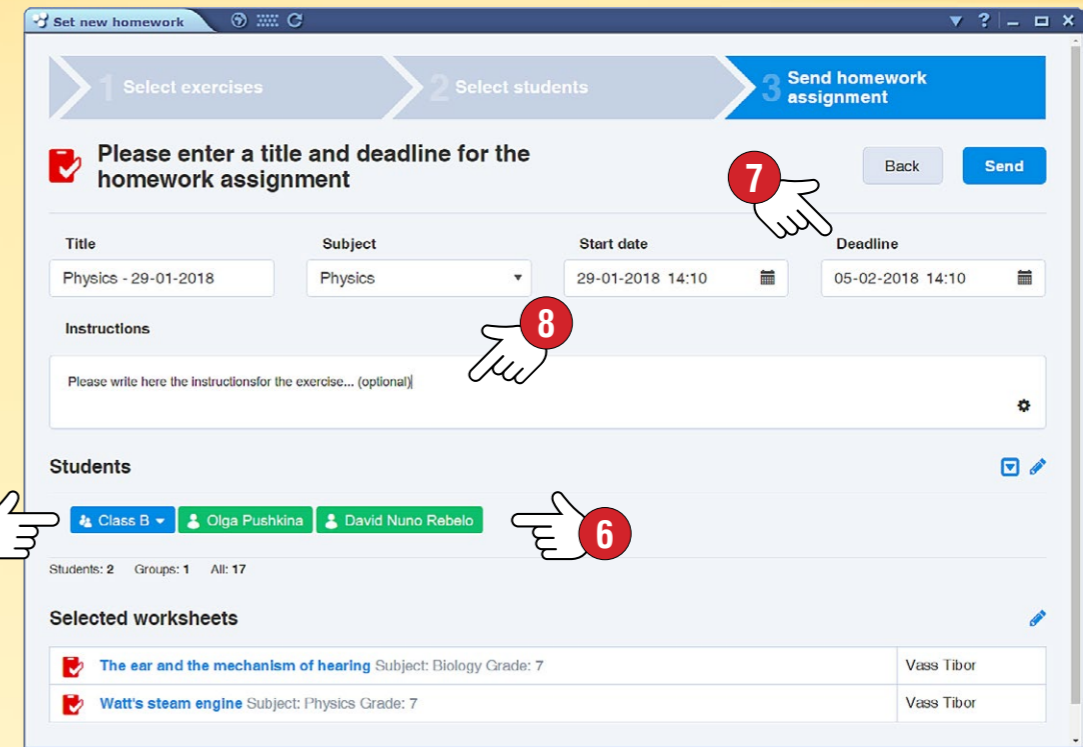 Set new homework
1 Select exercises
2 Select students
3 Send homework assignment
Please enter a title and deadline for the
homework assignment
7
Back
Send
Title
Subject
Start date
Deadline
Physics - 29-01-2018
Physics
29-01-2018 14:10
05-02-2018 14:10
Instructions
8
Please write here the instructionsfor the exercise... (optional)
Students
Class B
Olga Pushkina
David Nuno Rebelo
6
Students: 2 Groups: 1 All: 17
Selected worksheets
The ear and the mechanism of hearing Subject: Biology Grade: 7
Vass Tibor
Watt's steam engine Subject: Physics Grade: 7
Vass Tibor